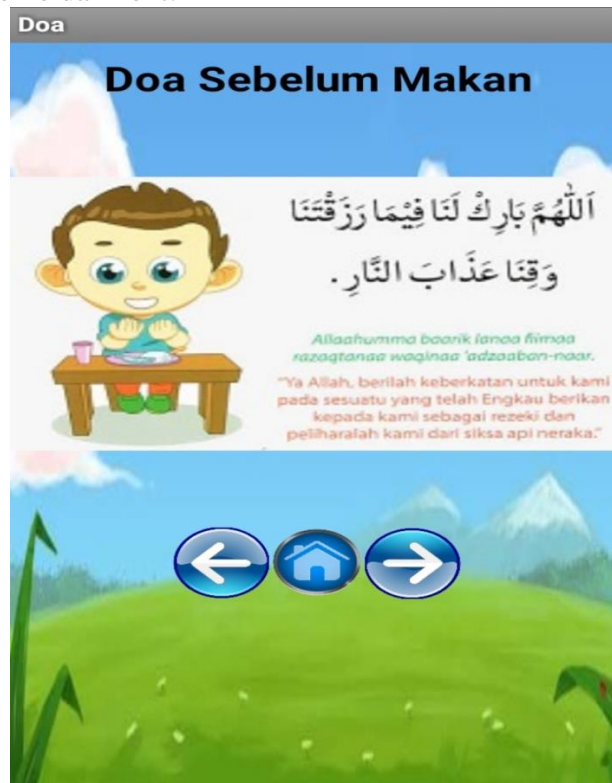 Doa
Doa Sebelum Makan
اَللّٰهُمَّ بَارِكْ لَنَا فِيْمَا رَزَقْتَنَا
وَقِنَا عَذَابَ النَّارِ.
Allaahumma baarik lanaa fiimaa
razaqtanaa waqinaa 'adzaaban-naar.
"Ya Allah, berilah keberkatan untuk kami
pada sesuatu yang telah Engkau berikan
kepada kami sebagai rezeki dan
peliharalah kami dari siksa api neraka."